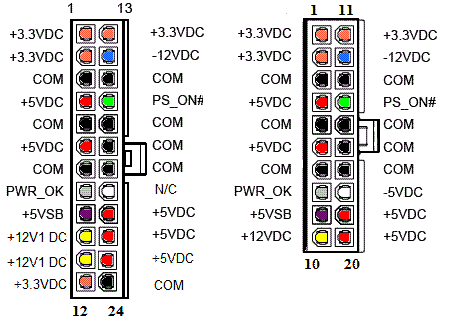 1 13 1 11
+3.3VDC +3.3VDC +3.3VDC +3.3VDC
+3.3VDC -12VDC +3.3VDC -12VDC
COM COM COM COM
+5VDC PS_ON# +5VDC PS_ON#
COM COM COM COM
+5VDC COM +5VDC COM
COM COM COM COM
PWR_OK N/C PWR_OK -5VDC
+5VSB +5VDC +5VSB +5VDC
+12V1 DC +5VDC +12VDC +5VDC
+12V1 DC +5VDC 10 20
+3.3VDC COM
12 24